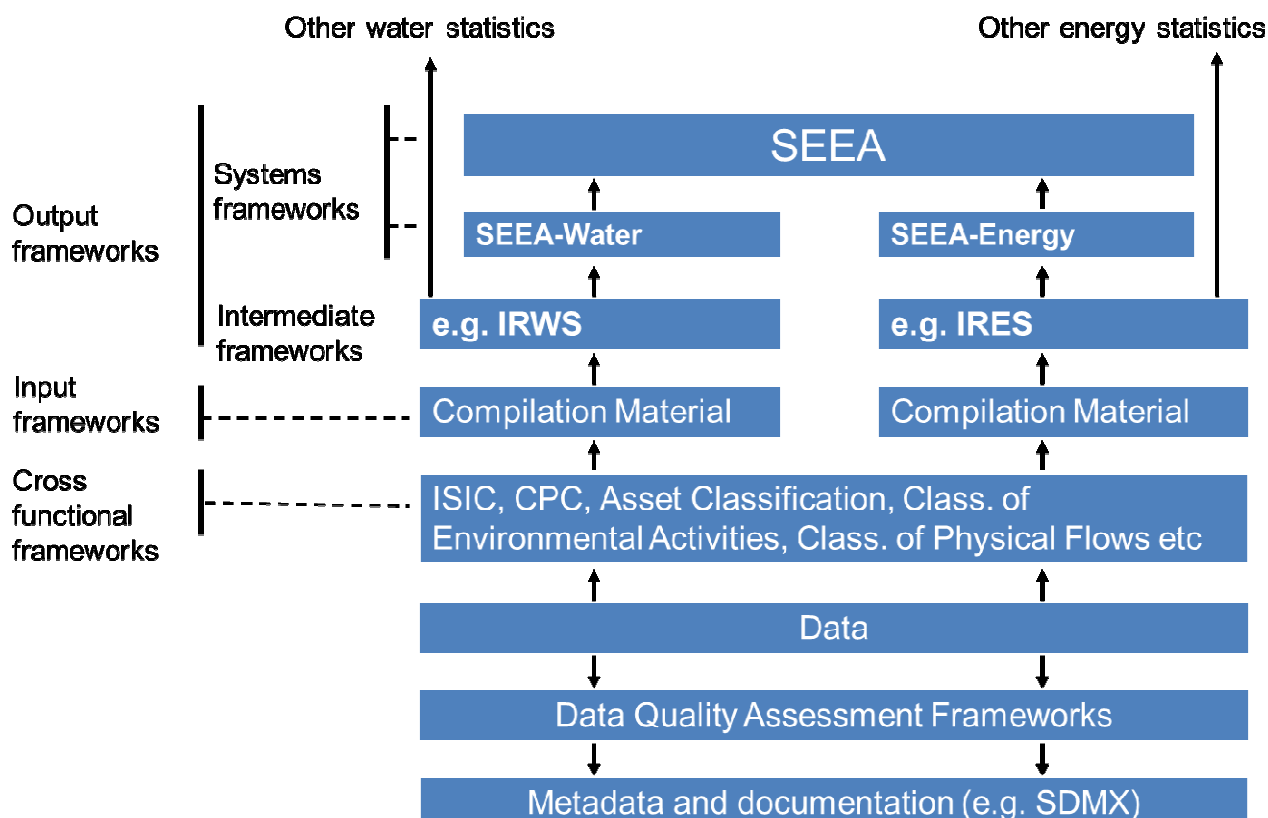 Other water statistics
Other energy statistics
SEEA
Systems
frameworks
Output
frameworks
SEEA-Water
SEEA-Energy
Intermediate
frameworks
e.g. IRWS
e.g. IRES
Input
frameworks
Compilation Material
Compilation Material
Cross
functional
frameworks
ISIC, CPC, Asset Classification, Class. of
Environmental Activities, Class. of Physical Flows etc
Data
Data Quality Assessment Frameworks
Metadata and documentation (e.g. SDMX)